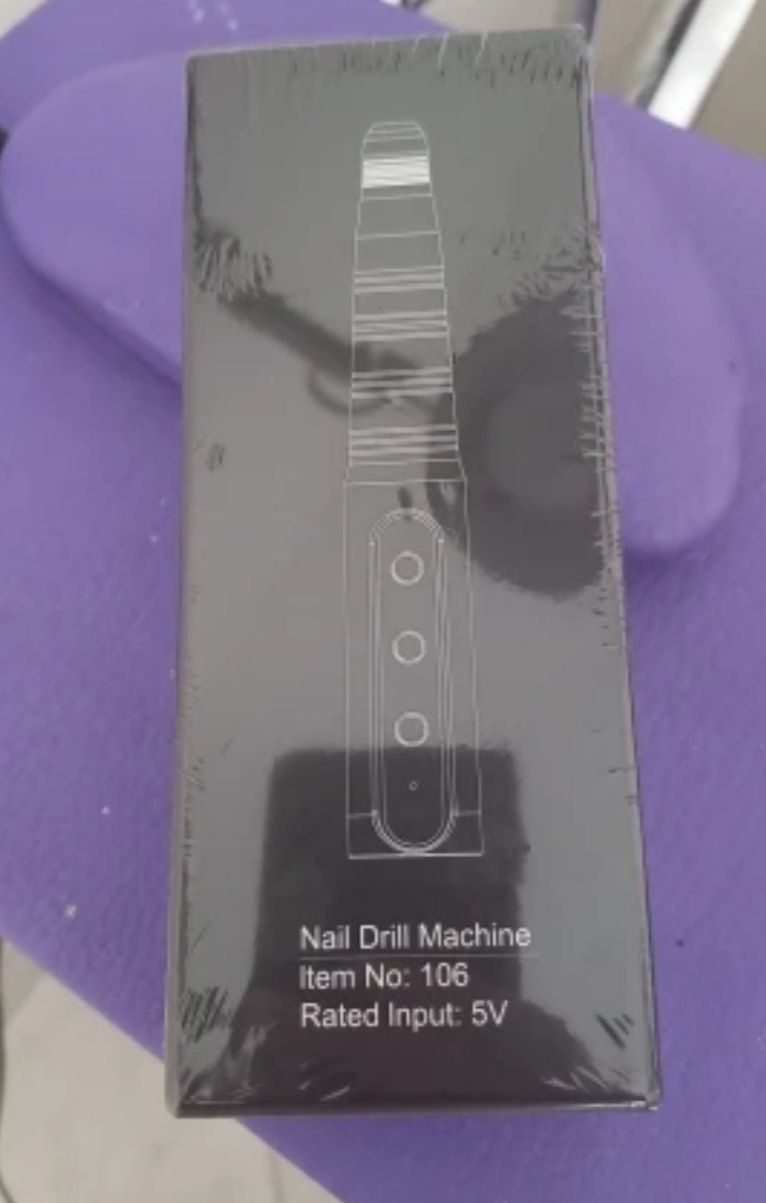 Nail Drill Machine
Item No: 106
Rated Input: 5V